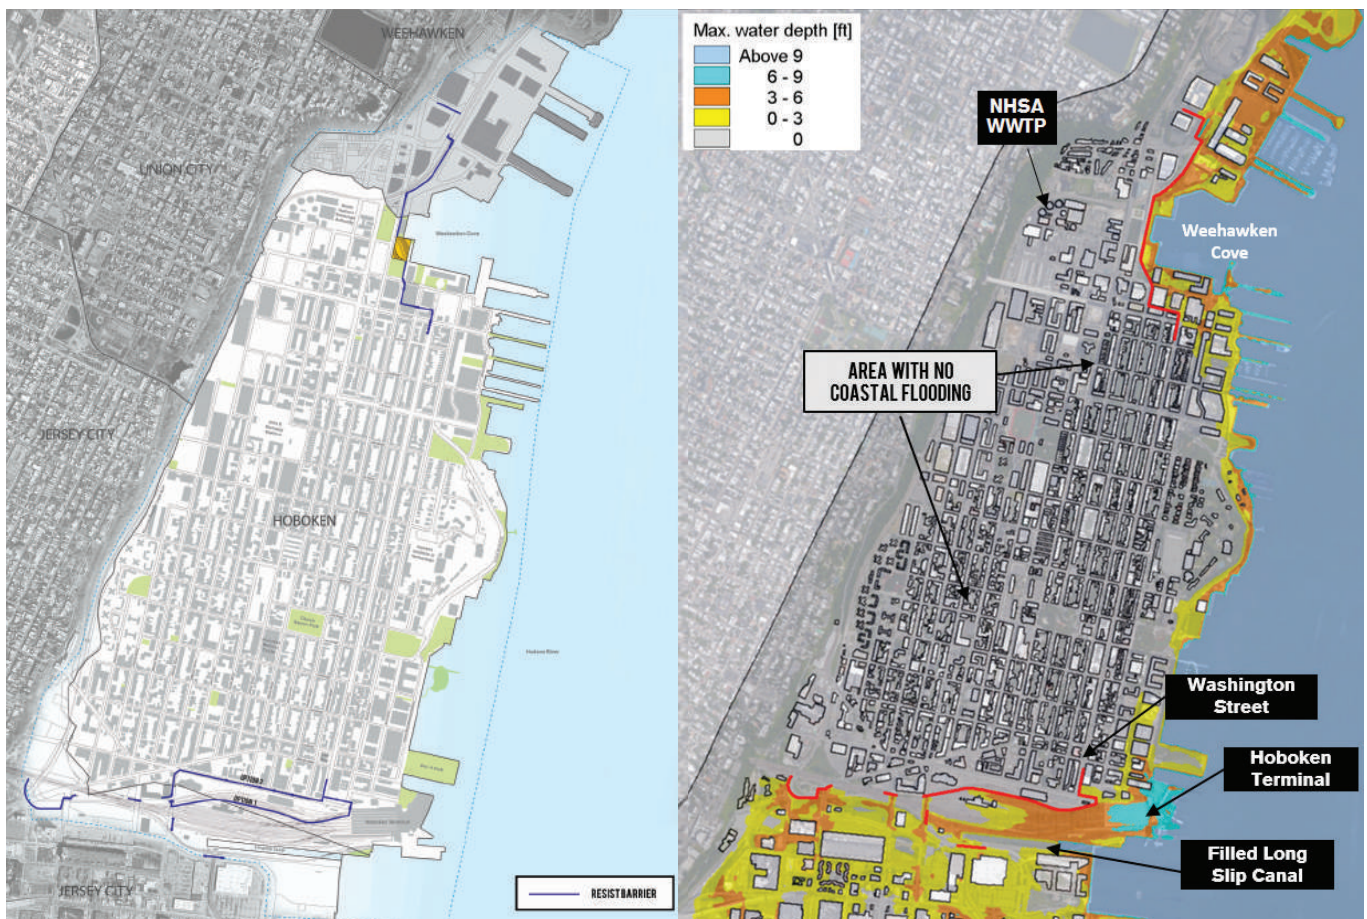 WEEHAWKEN
UNION CITY
Weehawken Cove
JERSEY CITY
HOBOKEN
Hudson River
OPTION 2
OPTION 1
JERSEY CITY
RESIST BARRIER
Max. water depth [ft]
Above 9
6 - 9
3 - 6
0 - 3
0
NHSA
WWTP
Weehawken
Cove
AREA WITH NO
COASTAL FLOODING
Washington
Street
Hoboken
Terminal
Filled Long
Slip Canal